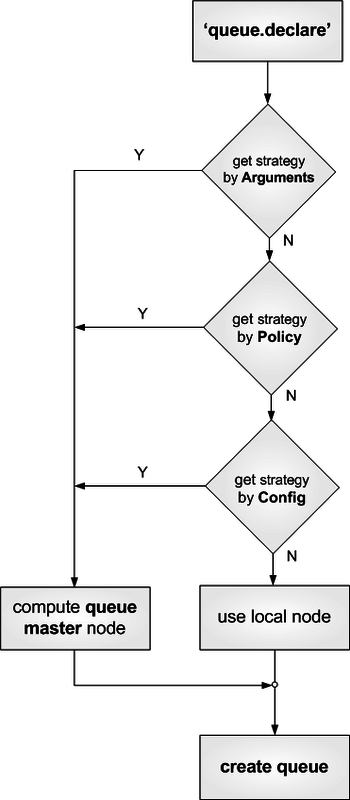 ‘queue.declare’
get strategy
by Arguments
Y
N
get strategy
by Policy
Y
N
get strategy
by Config
Y
N
compute queue
master node
use local node
create queue